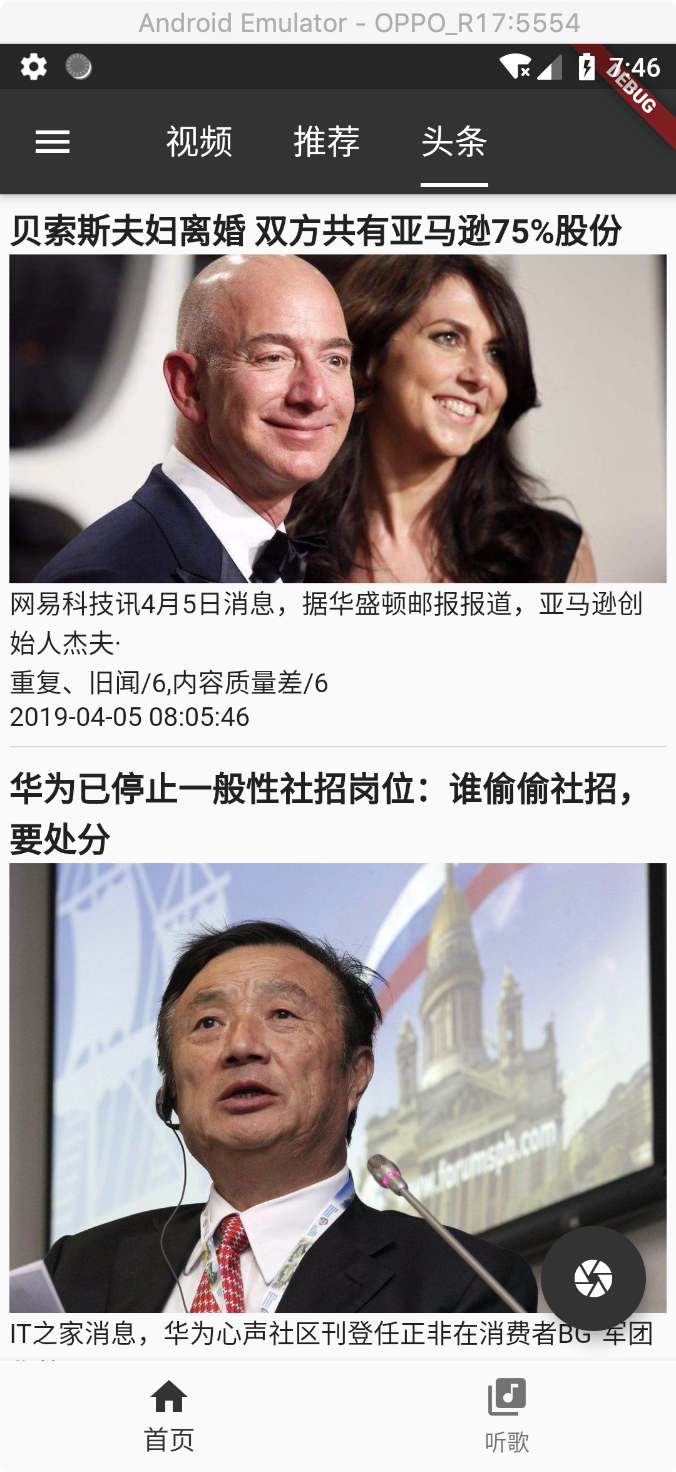 Android Emulator - OPPO_R17:5554
7:46
DEBUG
视频 推荐 头条
贝索斯夫妇离婚 双方共有亚马逊75%股份
网易科技讯4月5日消息，据华盛顿邮报报道，亚马逊创
始人杰夫·
重复、旧闻/6,内容质量差/6
2019-04-05 08:05:46
华为已停止一般性社招岗位：谁偷偷社招，
要处分
www.forumspb.com
IT之家消息，华为心声社区刊登任正非在消费者BG“军团
首页 听歌